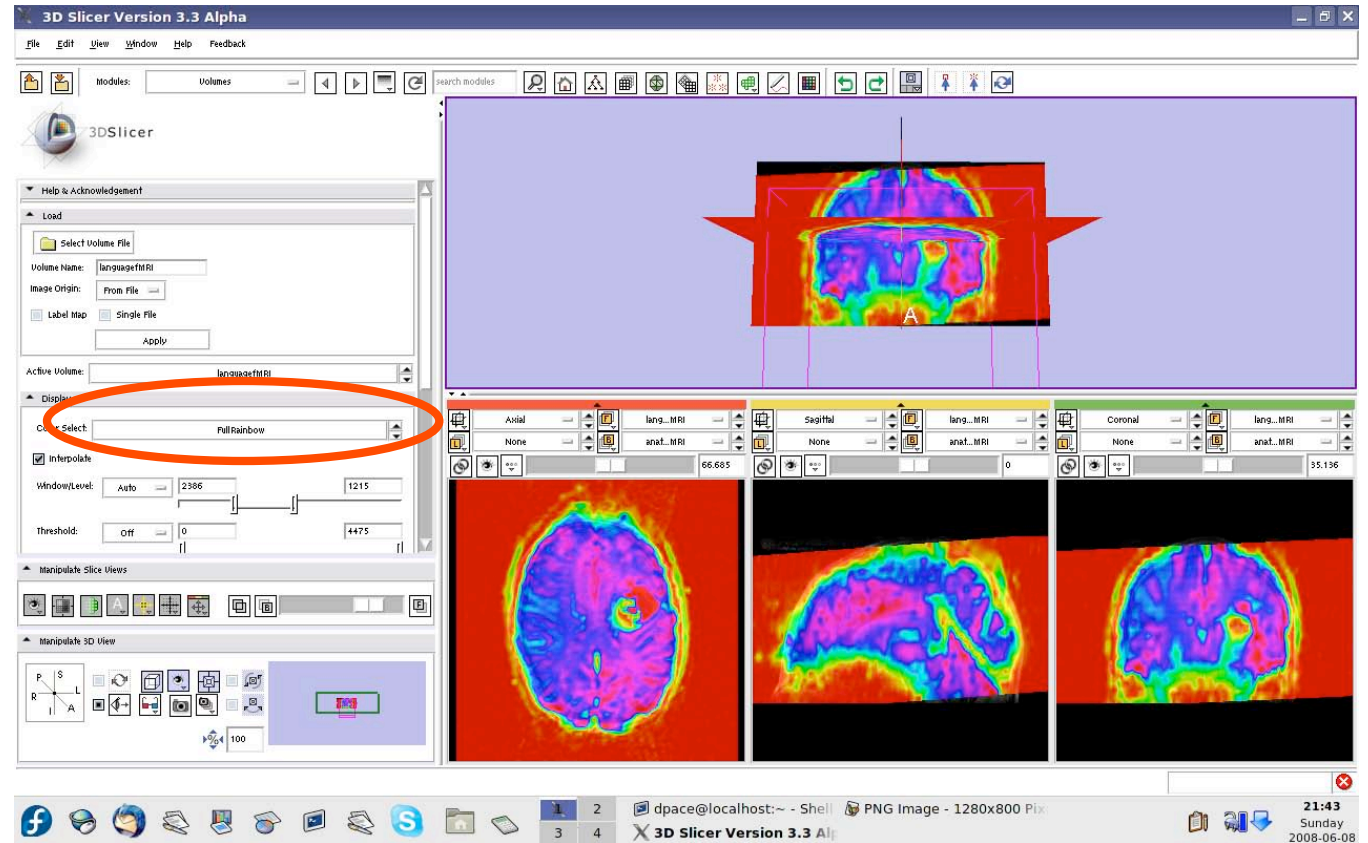 3D Slicer Version 3.3 Alpha
File Edit View Window Help Feedback
Modules: Volumes search modules
3DSlicer
Help & Acknowledgement
Load
Select Volume File
Volume Name: languagefMRI
Image Origin: From File
Label Map Single File
Apply
Active Volume: languagefMRI
Display
Color Select: FullRainbow
Interpolate
Window/Level: Auto 2386 1215
Threshold: Off 0 4475
Manipulate Slice Views
A B F
Manipulate 3D View
P S
R L
I A
% 100
A
Axial F lang...MRI
L None B anat...MRI
66.685
Sagittal F lang...MRI
L None B anat...MRI
0
Coronal F lang...MRI
L None B anat...MRI
35.136
1 2
3 4
dpace@localhost:~ - Shell
PNG Image - 1280x800 Pix
3D Slicer Version 3.3 Al
21:43
Sunday
2008-06-08